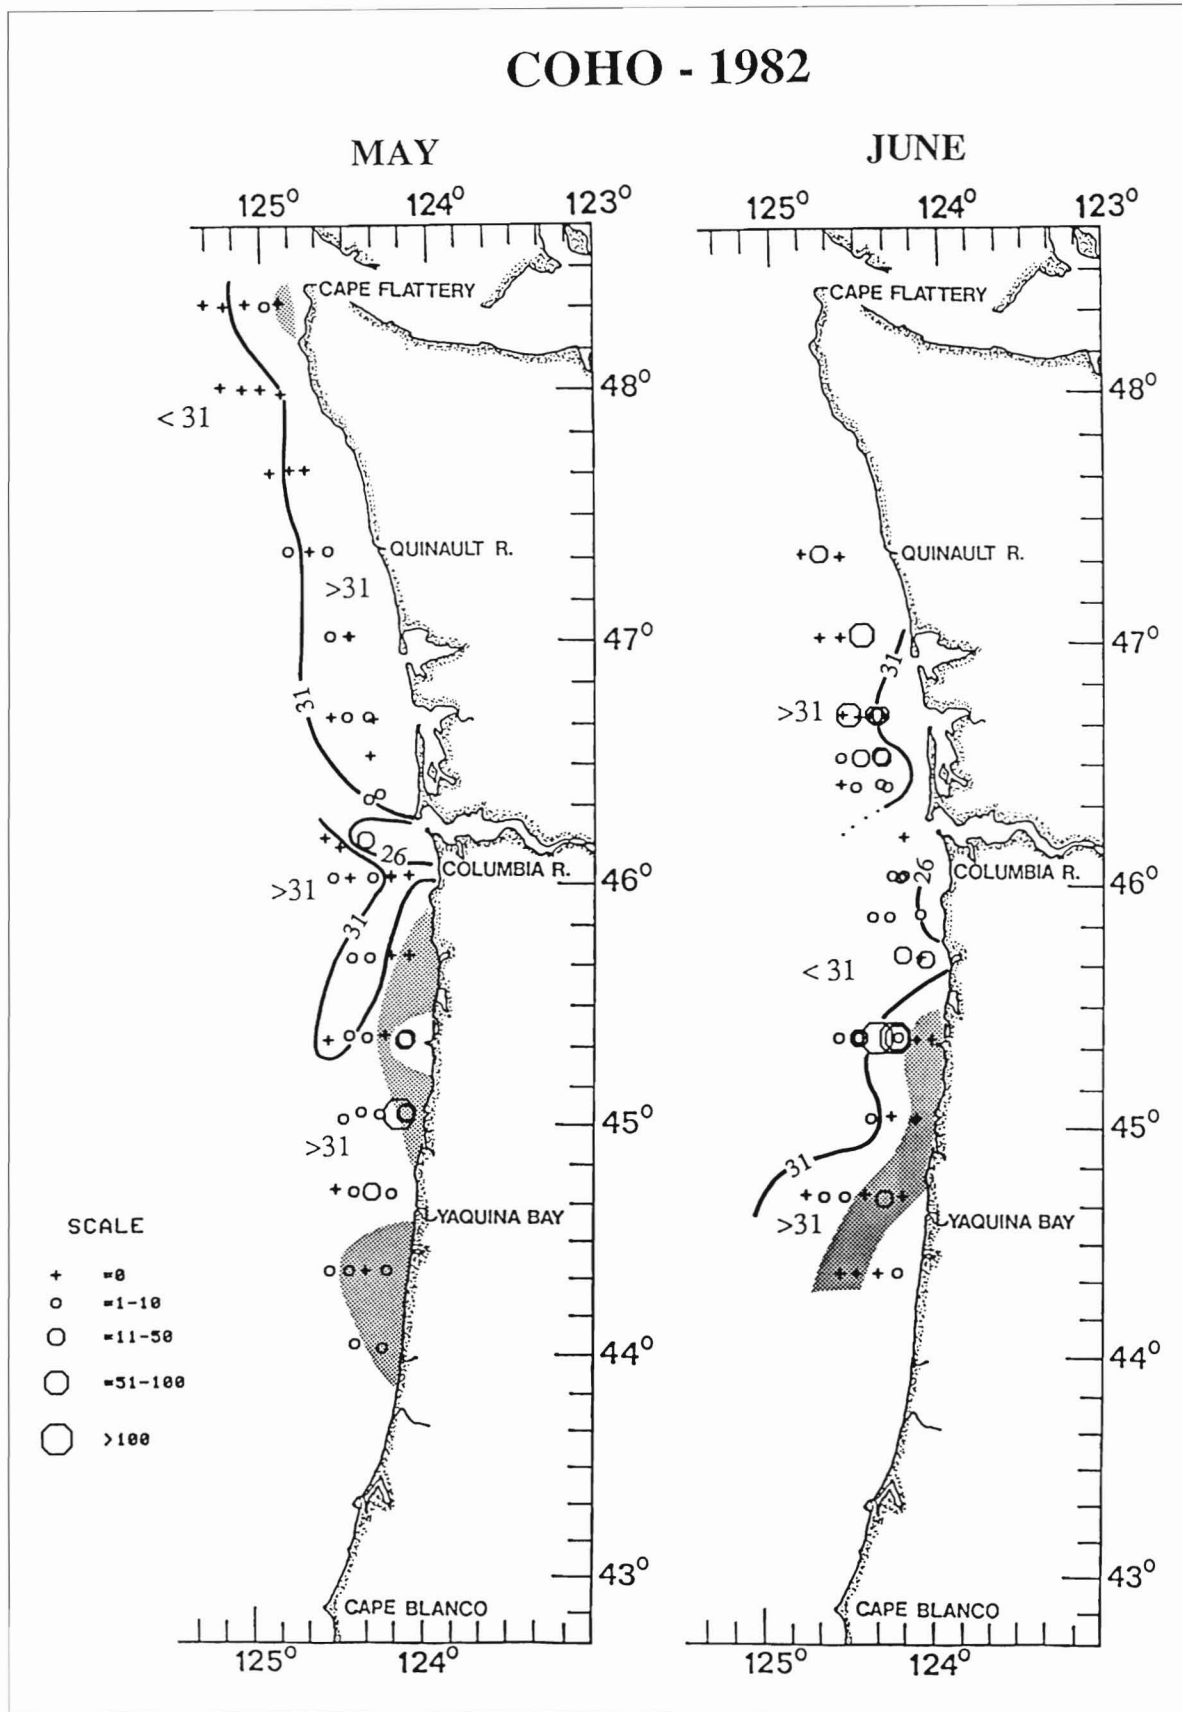 COHO - 1982
MAY
125° 124° 123°
CAPE FLATTERY
48°
< 31
QUINAULT R.
>31
47°
31
26
COLUMBIA R.
46°
>31
31
45°
>31
YAQUINA BAY
44°
43°
CAPE BLANCO
125° 124°
SCALE
+ =0
=1-10
=11-50
=51-100
>100
JUNE
125° 124° 123°
CAPE FLATTERY
48°
QUINAULT R.
47°
31
>31
26
COLUMBIA R.
46°
< 31
45°
31
>31
YAQUINA BAY
44°
43°
CAPE BLANCO
125° 124°